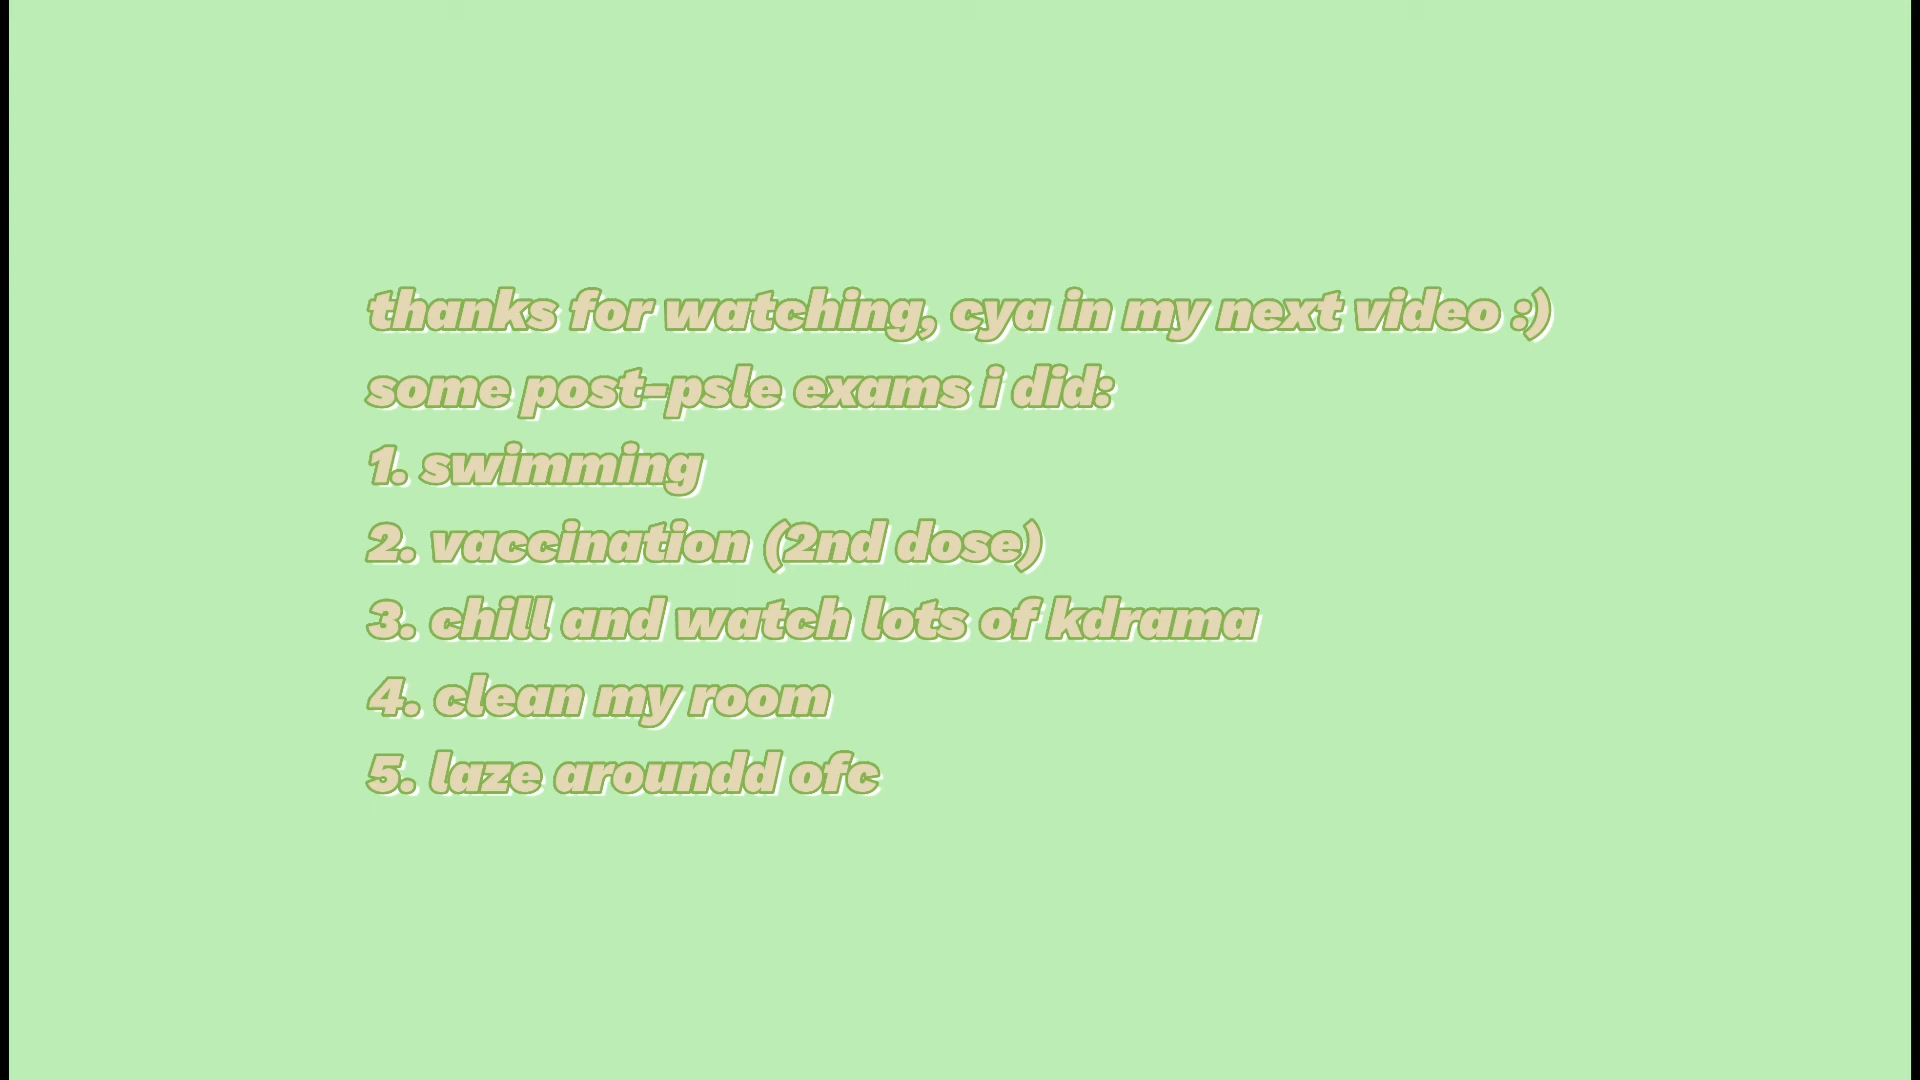 thanks for watching, cya in my next video :)
some post-psle exams i did:
1. swimming
2. vaccination (2nd dose)
3. chill and watch lots of kdrama
4. clean my room
5. laze aroundd ofc